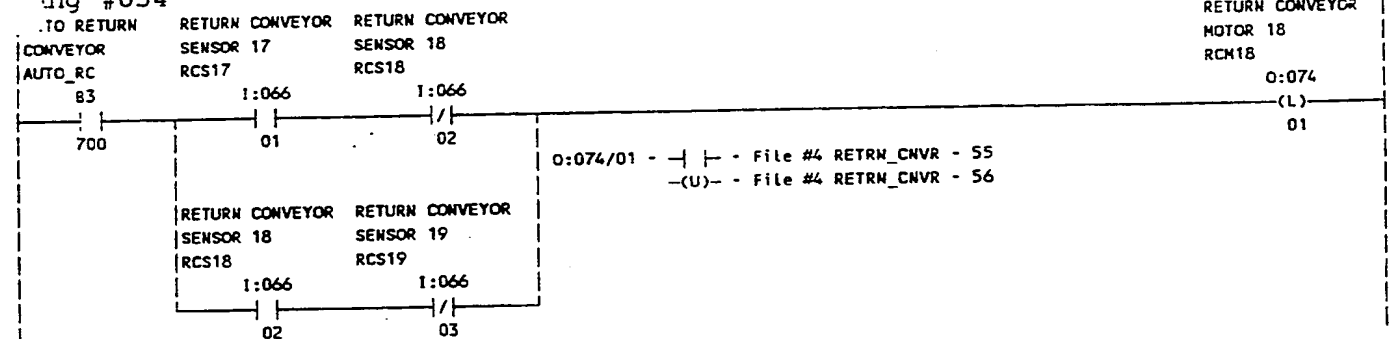 #054
.TO RETURN
CONVEYOR
AUTO_RC
B3
700
RETURN CONVEYOR
SENSOR 17
RCS17
I:066
01
RETURN CONVEYOR
SENSOR 18
RCS18
I:066
02
RETURN CONVEYOR
MOTOR 18
RCM18
O:074
(L)
01
O:074/01 - ─┤ ├─ - File #4 RETRN_CNVR - 55
─(U)─ - File #4 RETRN_CNVR - 56
RETURN CONVEYOR
SENSOR 18
RCS18
I:066
02
RETURN CONVEYOR
SENSOR 19
RCS19
I:066
03